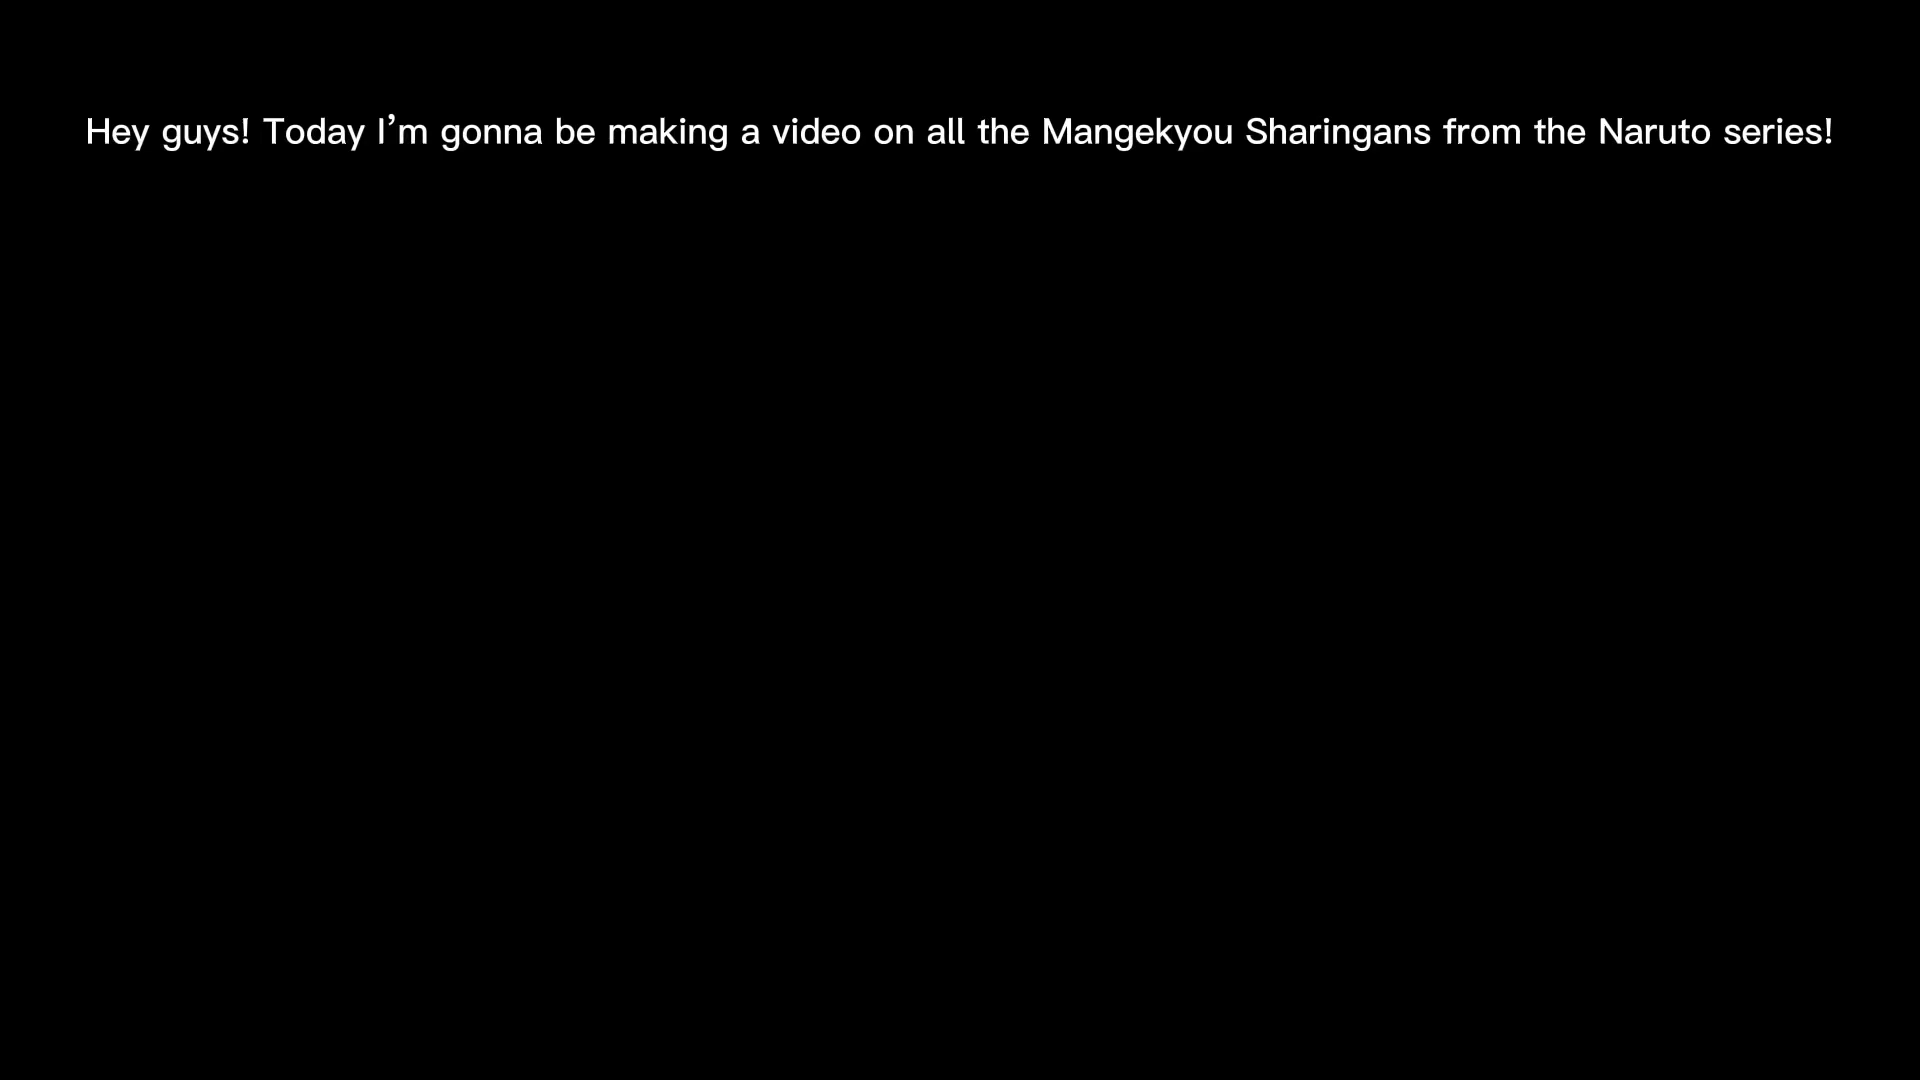 Hey guys! Today I’m gonna be making a video on all the Mangekyou Sharingans from the Naruto series!